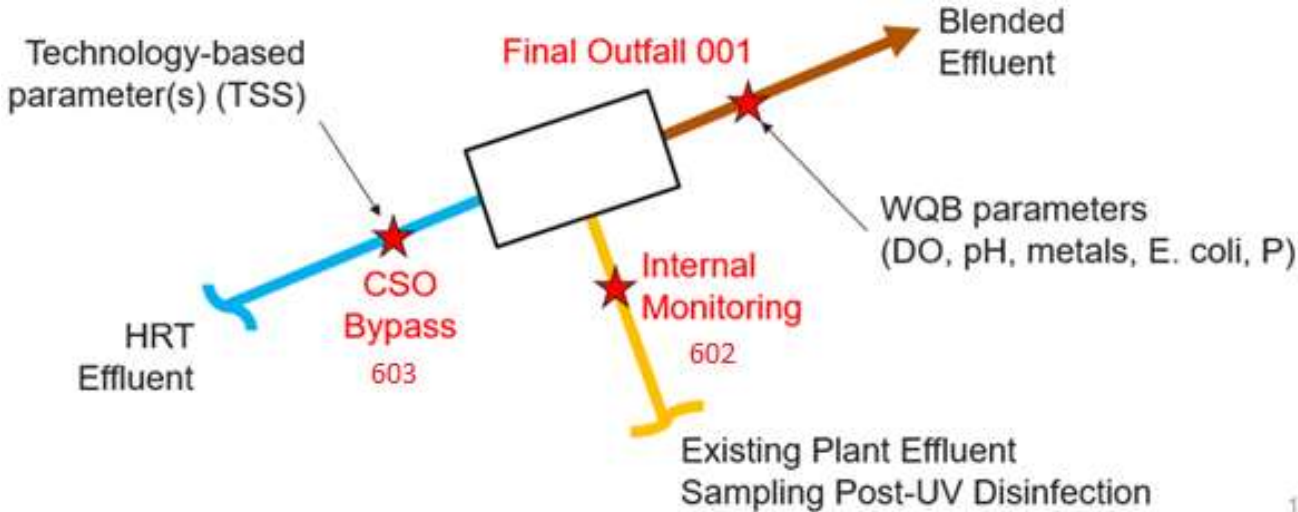 Technology-based
parameter(s) (TSS)
Final Outfall 001
Blended
Effluent
WQB parameters
(DO, pH, metals, E. coli, P)
CSO
Bypass
603
Internal
Monitoring
602
HRT
Effluent
Existing Plant Effluent
Sampling Post-UV Disinfection
1